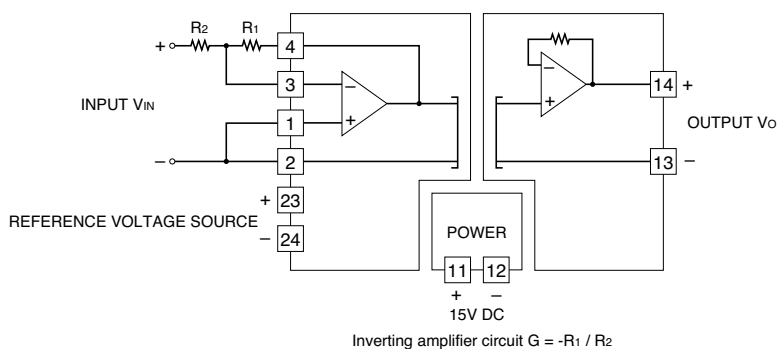 R2 R1
+ 4
3 −
INPUT VIN
1 +
− 2
+ 23
REFERENCE VOLTAGE SOURCE
− 24
−
+
14 +
OUTPUT VO
13 −
POWER
11 12
+ −
15V DC
Inverting amplifier circuit G = -R1 / R2